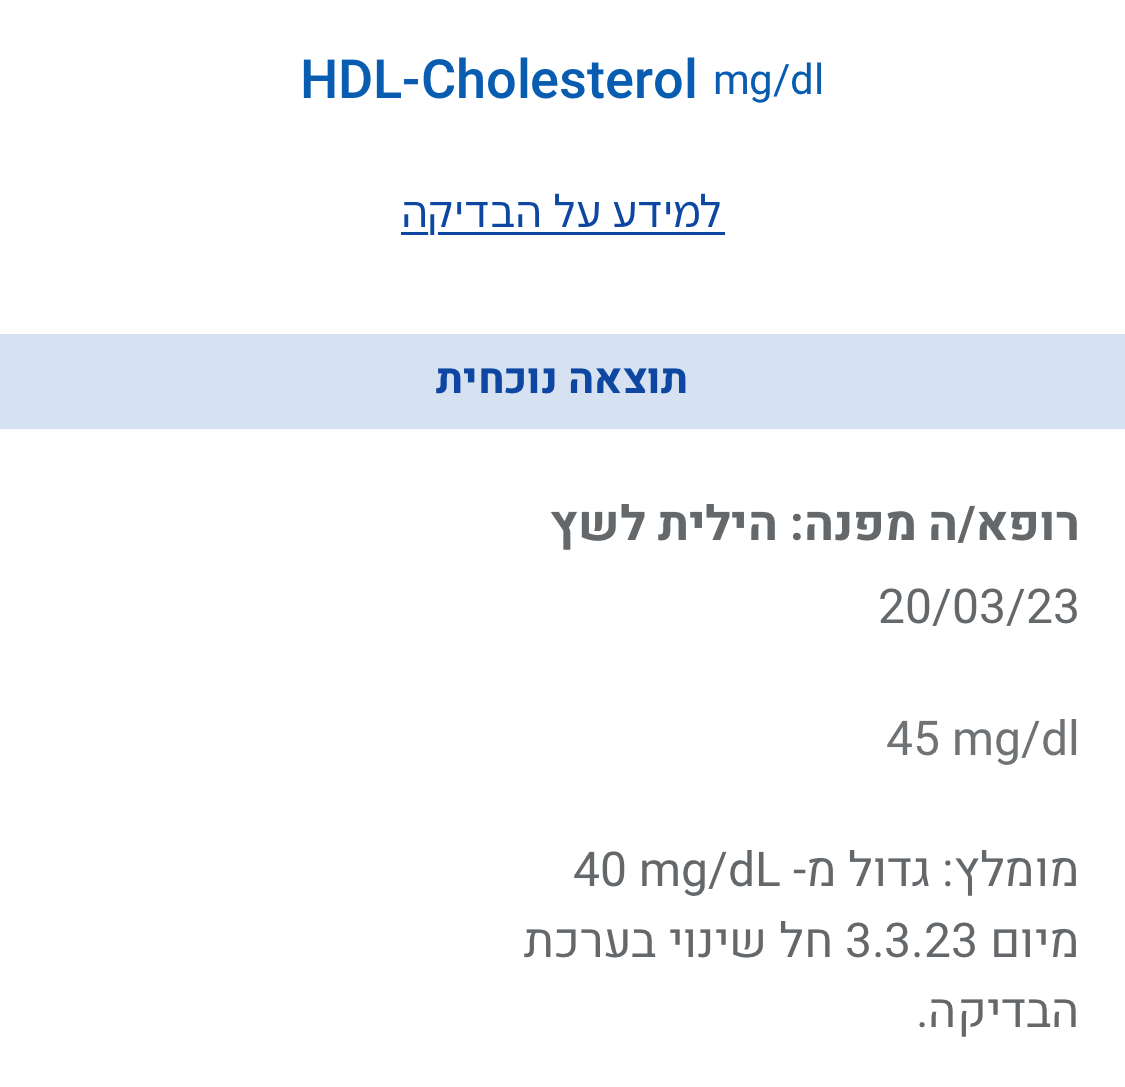 HDL-Cholesterol mg/dl
למידע על הבדיקה
תוצאה נוכחית
רופא/ה מפנה: הילית לשץ
20/03/23
45 mg/dl
מומלץ: גדול מ- 40 mg/dL
מיום 3.3.23 חל שינוי בערכת
הבדיקה.